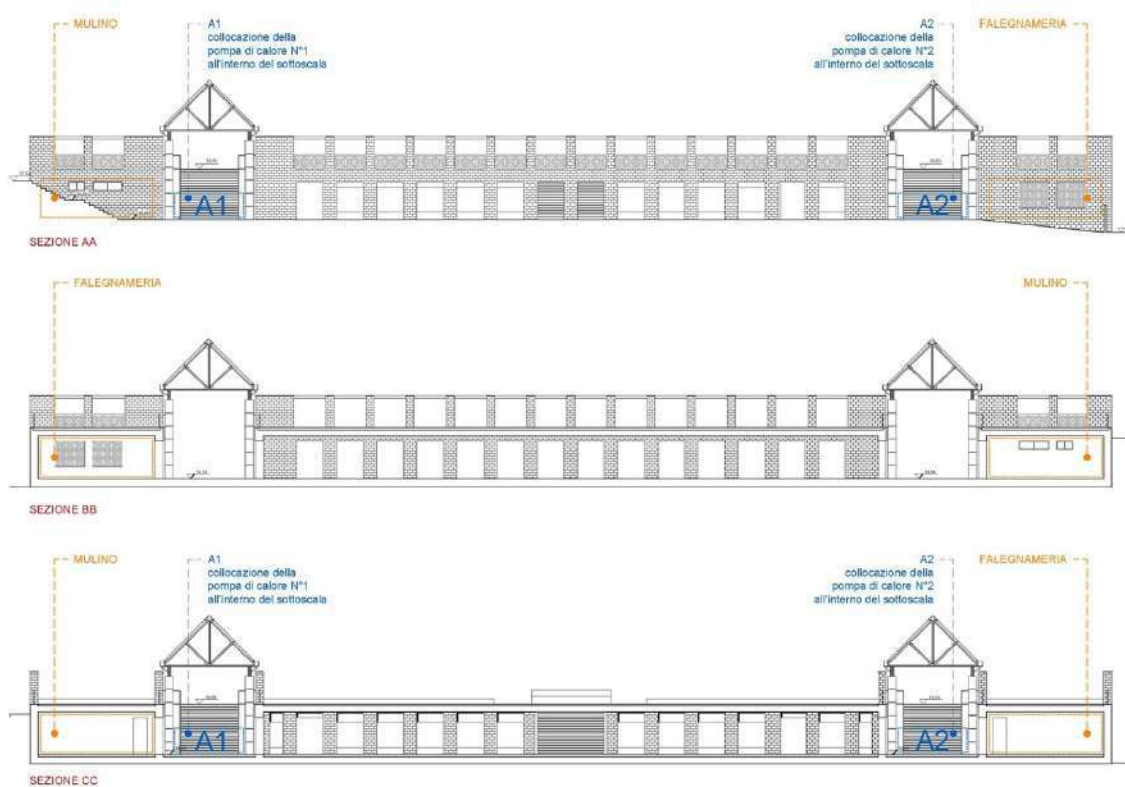 MULINO
A1
collocazione della
pompa di calore N°1
all'interno del sottoscala
A2
collocazione della
pompa di calore N°2
all'interno del sottoscala
FALEGNAMERIA
A1
A2
SEZIONE AA
FALEGNAMERIA
MULINO
SEZIONE BB
MULINO
A1
collocazione della
pompa di calore N°1
all'interno del sottoscala
A2
collocazione della
pompa di calore N°2
all'interno del sottoscala
FALEGNAMERIA
A1
A2
SEZIONE CC